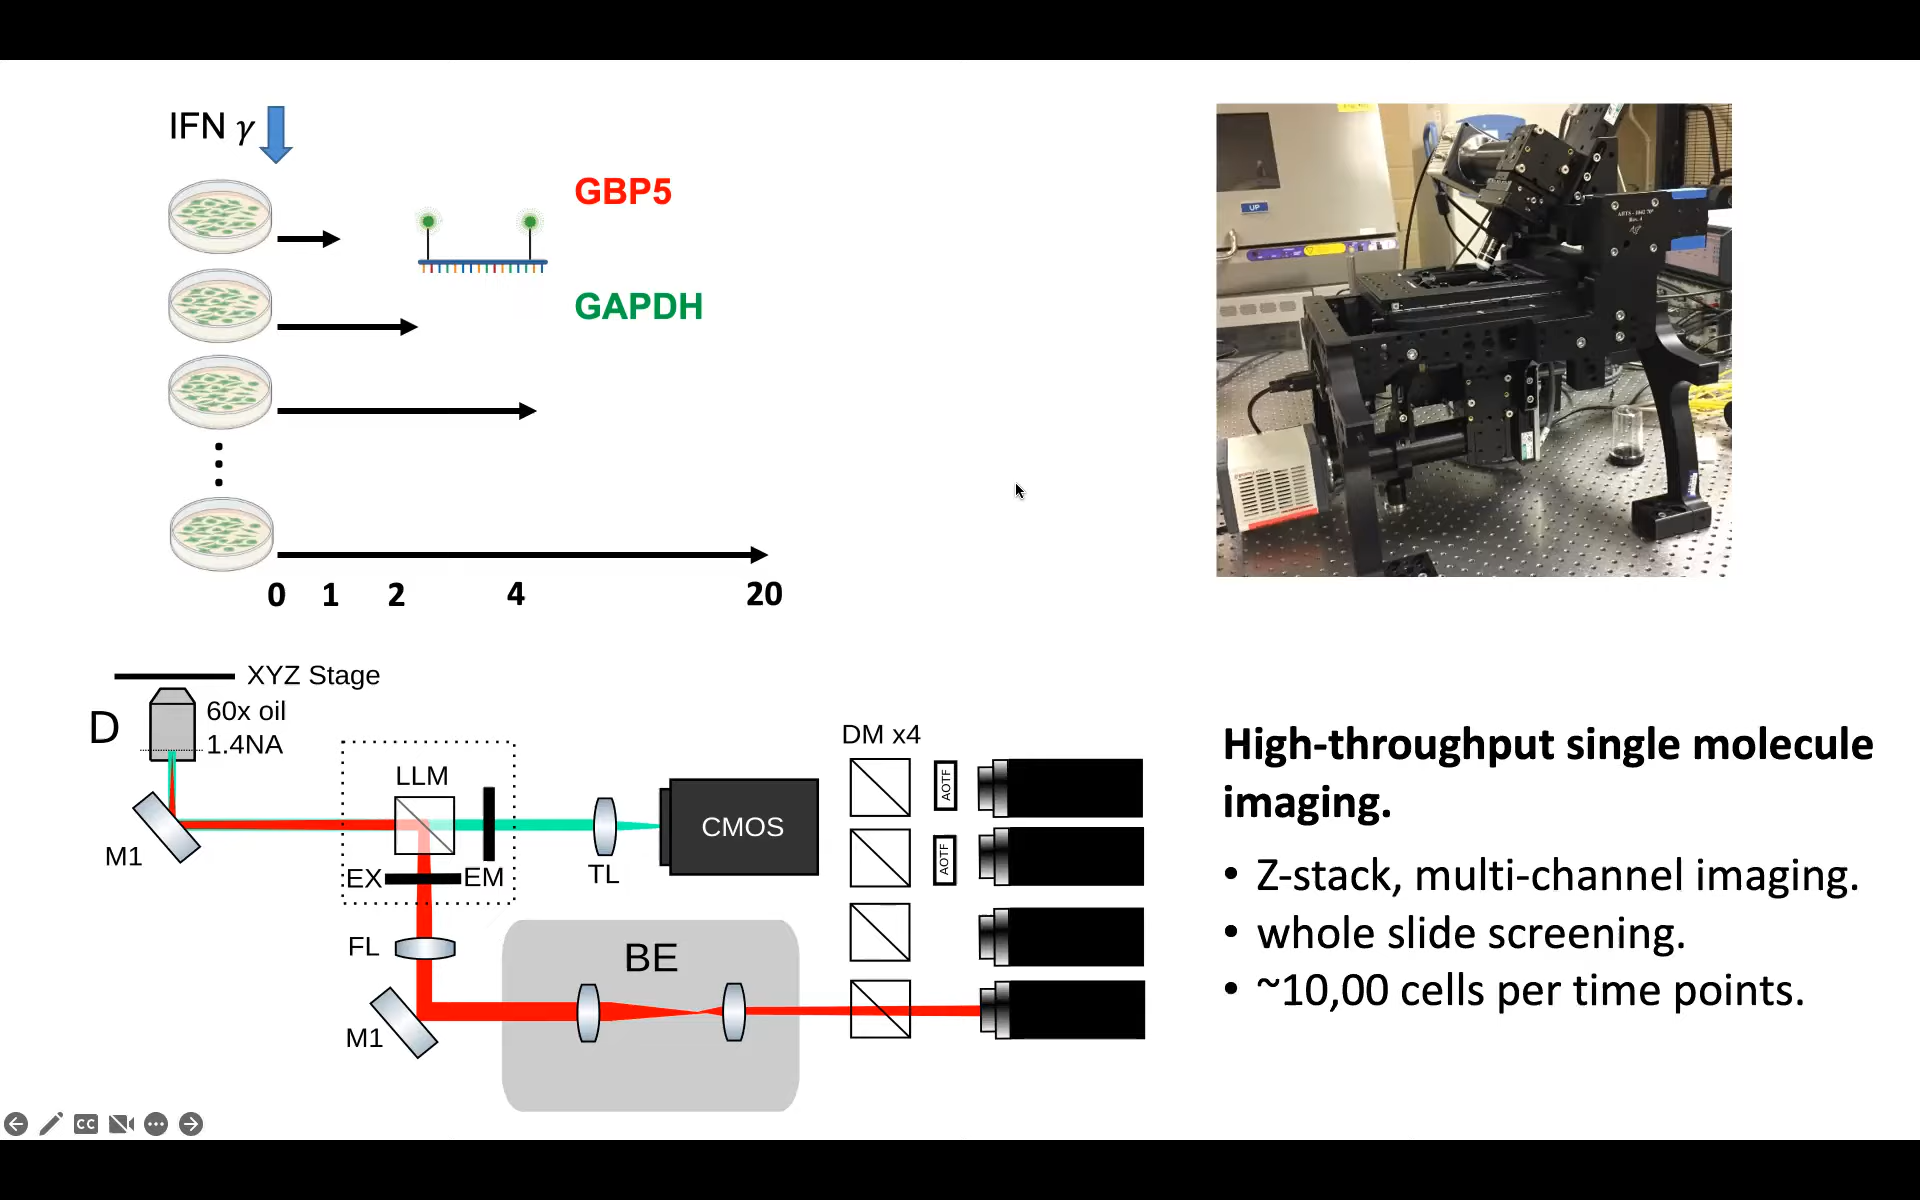 IFN γ
GBP5
GAPDH
0 1 2 4 20
UP
XYZ Stage
D
60x oil
1.4NA
M1
LLM
EX
EM
TL
CMOS
FL
M1
BE
DM x4
AOTF
AOTF
High-throughput single molecule
imaging.
• Z-stack, multi-channel imaging.
• whole slide screening.
• ~10,00 cells per time points.
CC